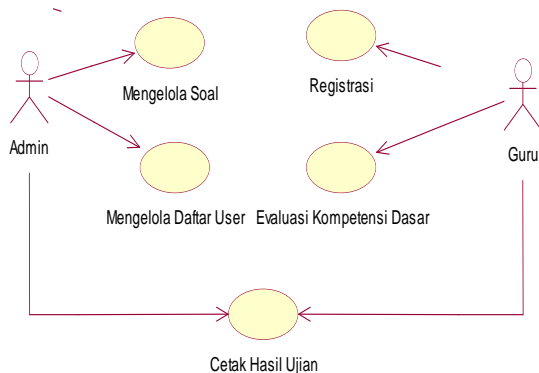 Mengelola Soal
Registrasi
Admin
Guru
Mengelola Daftar User
Evaluasi Kompetensi Dasar
Cetak Hasil Ujian